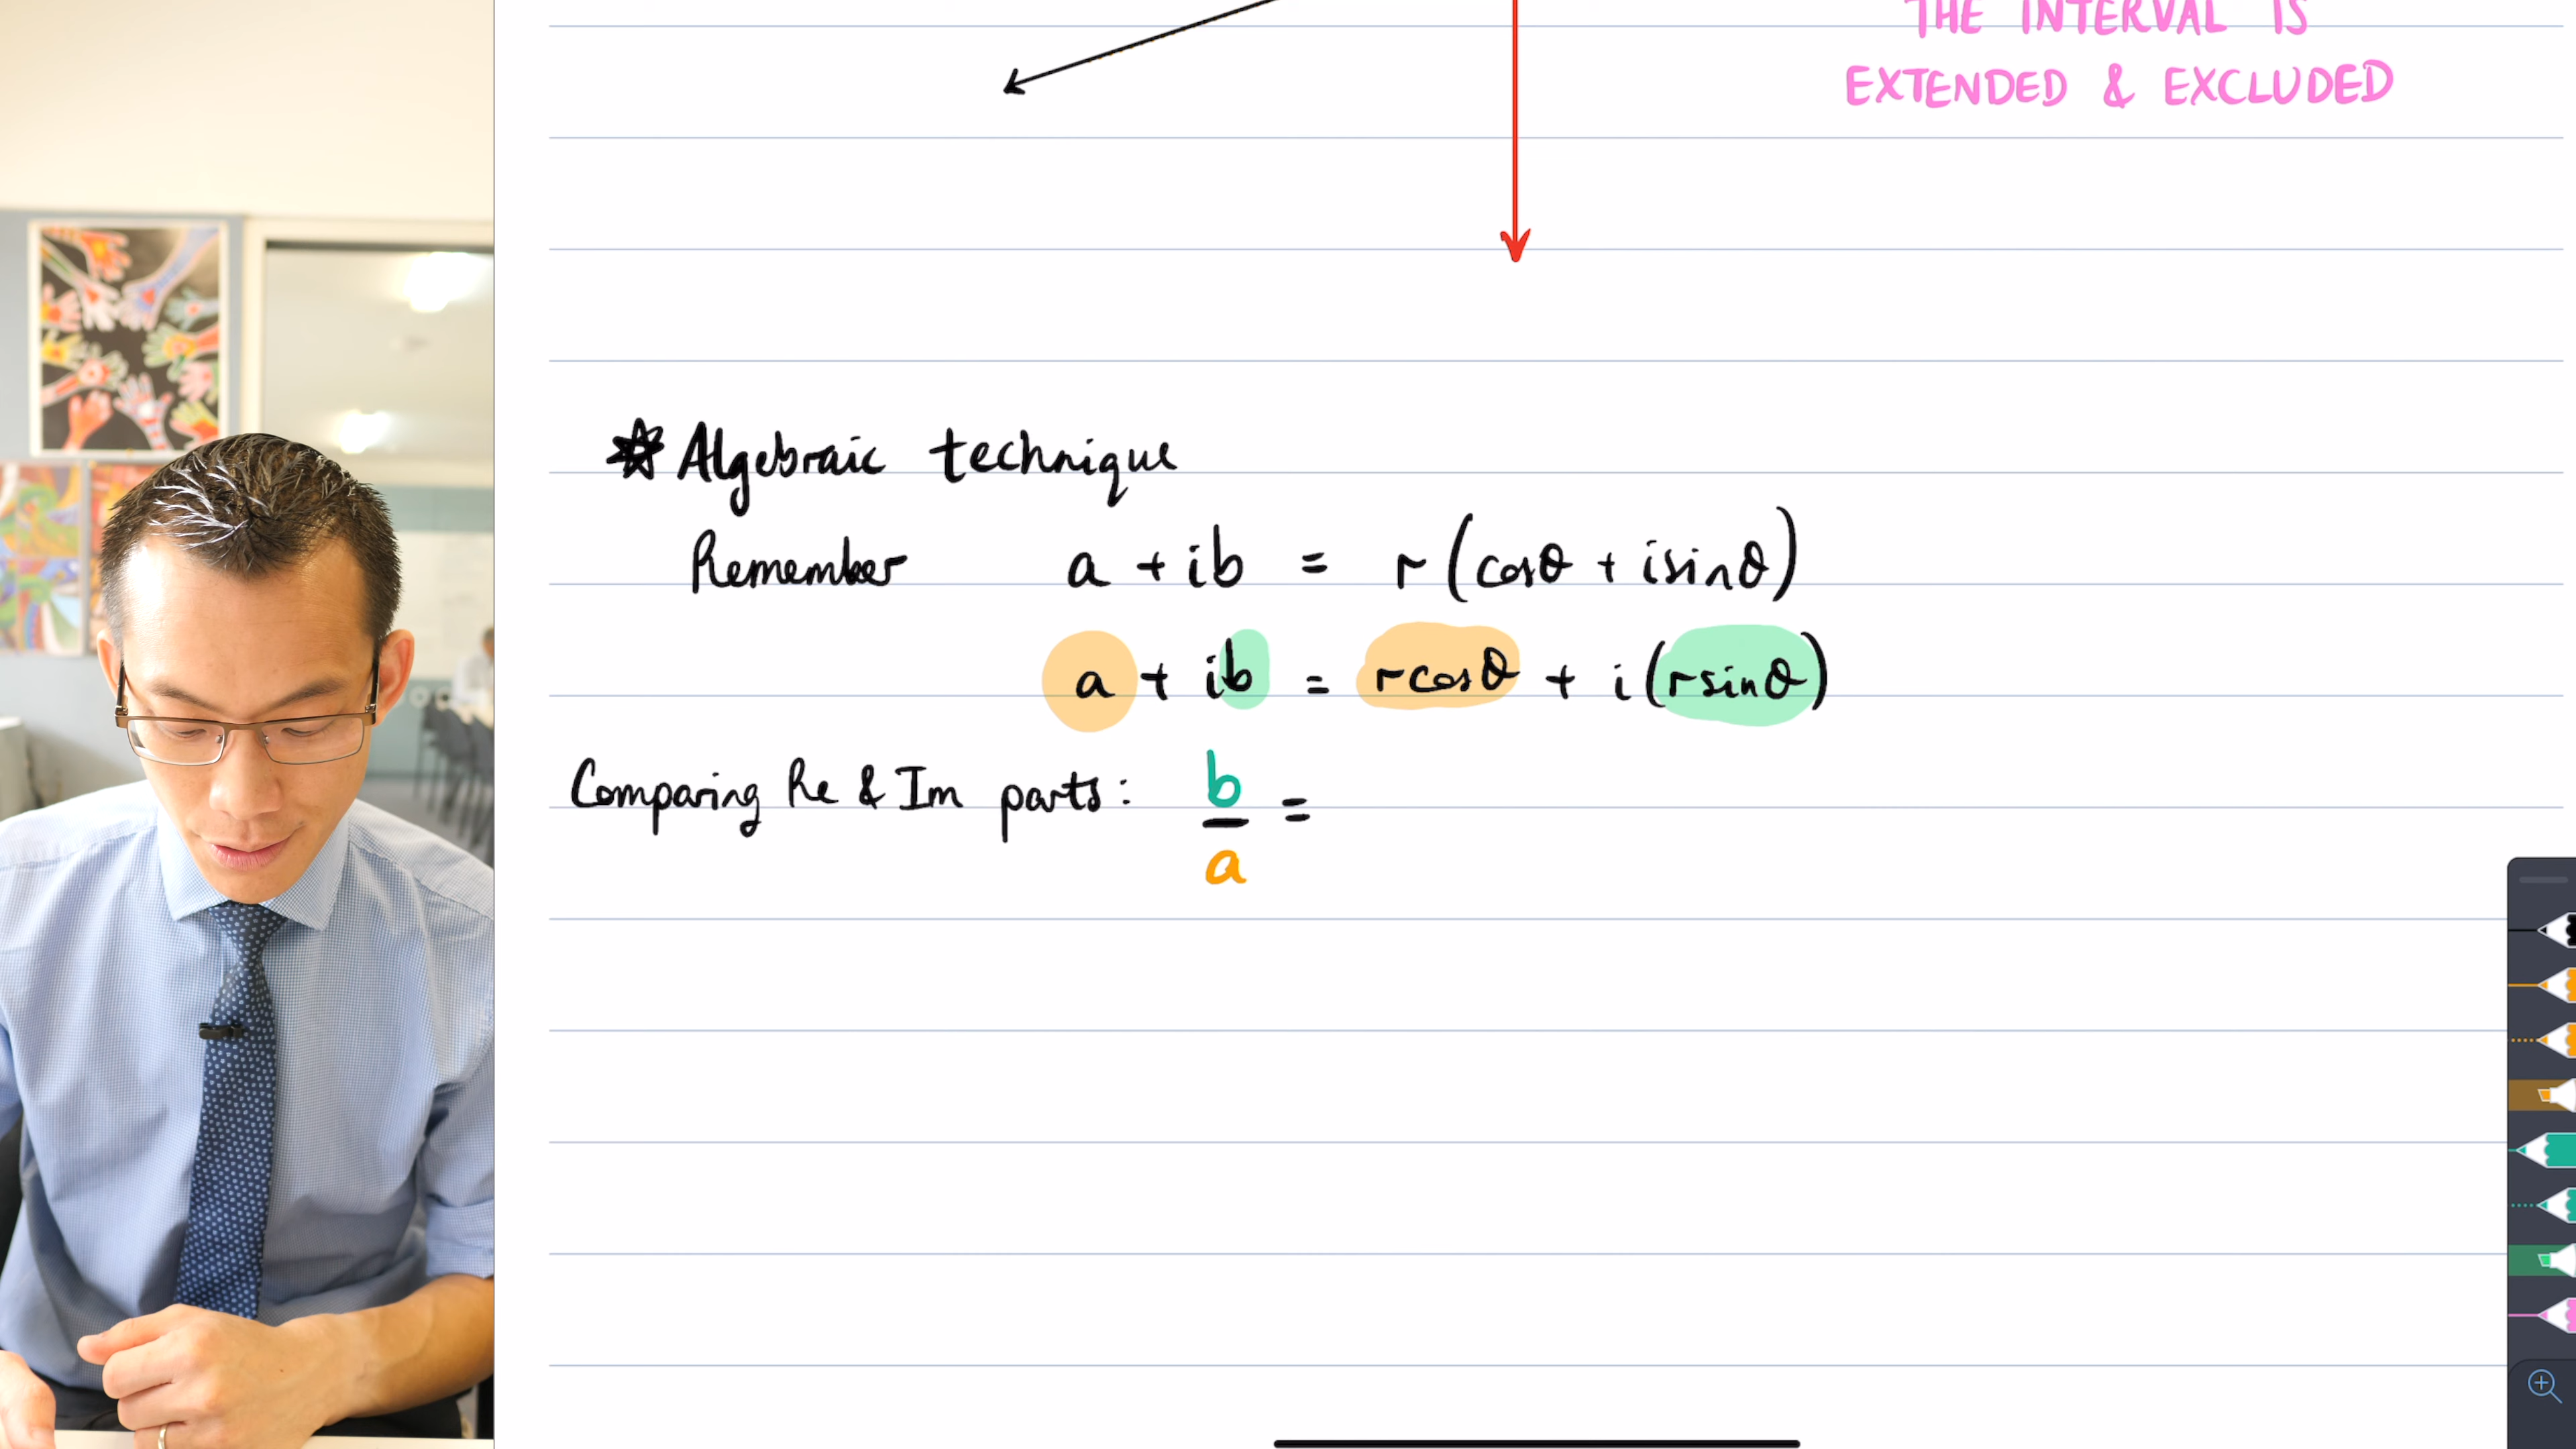 THE INTERVAL IS
EXTENDED & EXCLUDED
Algebraic technique
Remember a + ib = r(cosθ + isinθ)
a + ib = rcosθ + i(rsinθ)
Comparing Re & Im parts: b/a =